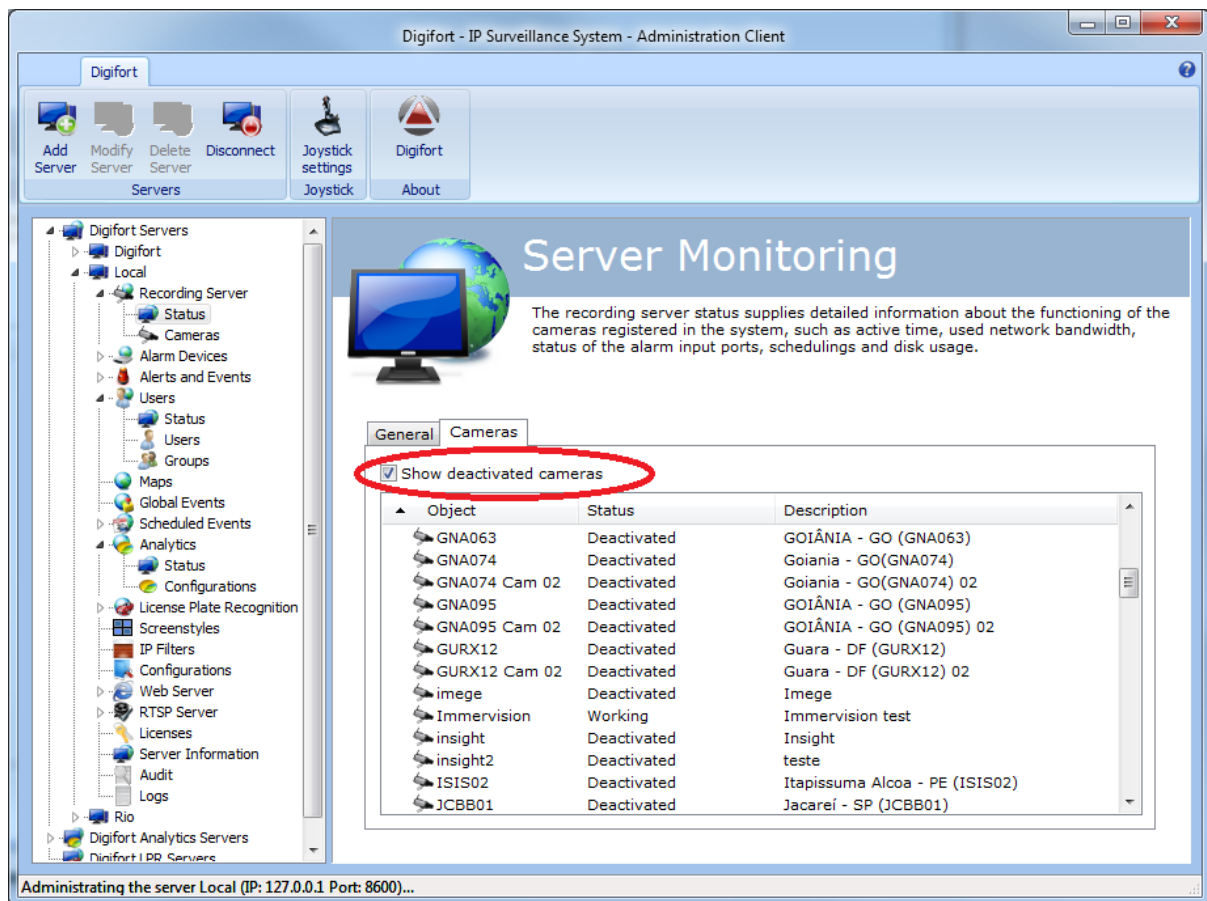 Digifort - IP Surveillance System - Administration Client
Digifort
Add Server
Modify Server
Delete Server
Disconnect
Servers
Joystick settings
Joystick
Digifort
About
Digifort Servers
Digifort
Local
Recording Server
Status
Cameras
Alarm Devices
Alerts and Events
Users
Status
Users
Groups
Maps
Global Events
Scheduled Events
Analytics
Status
Configurations
License Plate Recognition
Screenstyles
IP Filters
Configurations
Web Server
RTSP Server
Licenses
Server Information
Audit
Logs
Rio
Digifort Analytics Servers
Digifort LPR Servers
Server Monitoring
The recording server status supplies detailed information about the functioning of the
cameras registered in the system, such as active time, used network bandwidth,
status of the alarm input ports, schedulings and disk usage.
General Cameras
Show deactivated cameras
Object Status Description
GNA063 Deactivated GOIÂNIA - GO (GNA063)
GNA074 Deactivated Goiania - GO(GNA074)
GNA074 Cam 02 Deactivated Goiania - GO(GNA074) 02
GNA095 Deactivated GOIÂNIA - GO (GNA095)
GNA095 Cam 02 Deactivated GOIÂNIA - GO (GNA095) 02
GURX12 Deactivated Guara - DF (GURX12)
GURX12 Cam 02 Deactivated Guara - DF (GURX12) 02
imege Deactivated Imege
Immervision Working Immervision test
insight Deactivated Insight
insight2 Deactivated teste
ISIS02 Deactivated Itapissuma Alcoa - PE (ISIS02)
JCBB01 Deactivated Jacareí - SP (JCBB01)
Administrating the server Local (IP: 127.0.0.1 Port: 8600)...